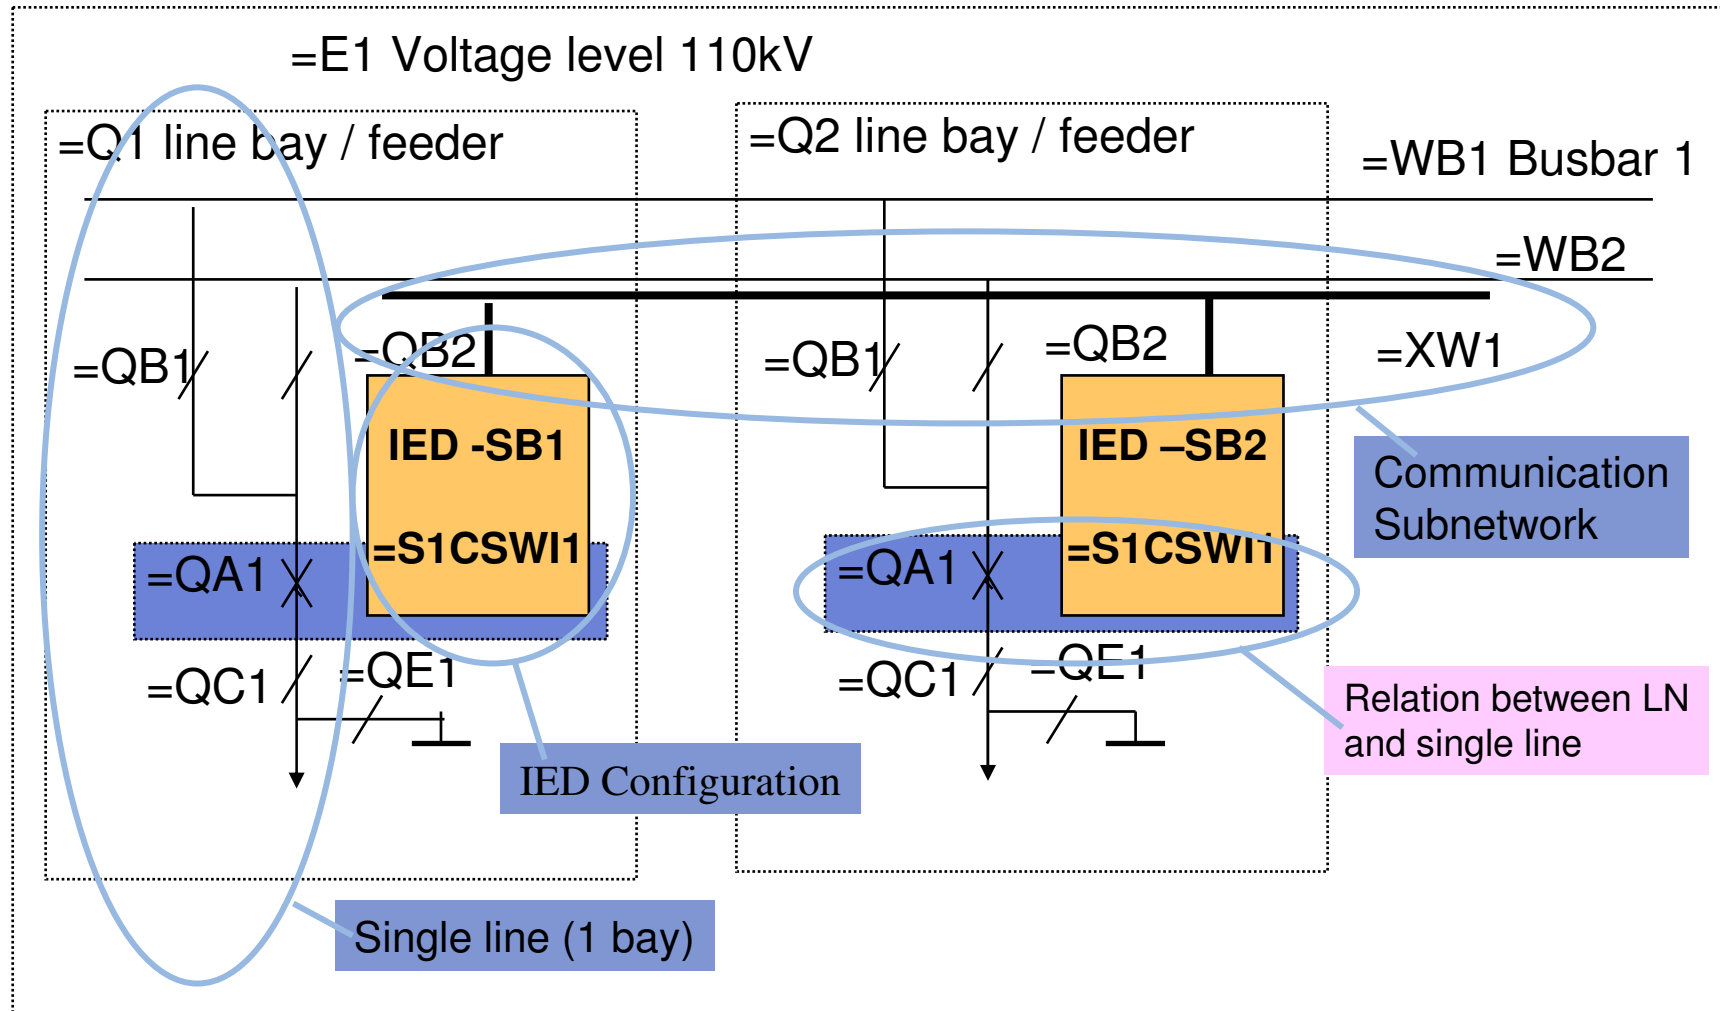 =E1 Voltage level 110kV
=Q1 line bay / feeder
=Q2 line bay / feeder
=WB1 Busbar 1
=WB2
=QB1
=QB2
=QB1
=QB2
=XW1
IED -SB1
=S1CSWI1
IED –SB2
=S1CSWI1
Communication
Subnetwork
=QA1
=QA1
=QC1
=QE1
=QC1
=QE1
Relation between LN
and single line
IED Configuration
Single line (1 bay)